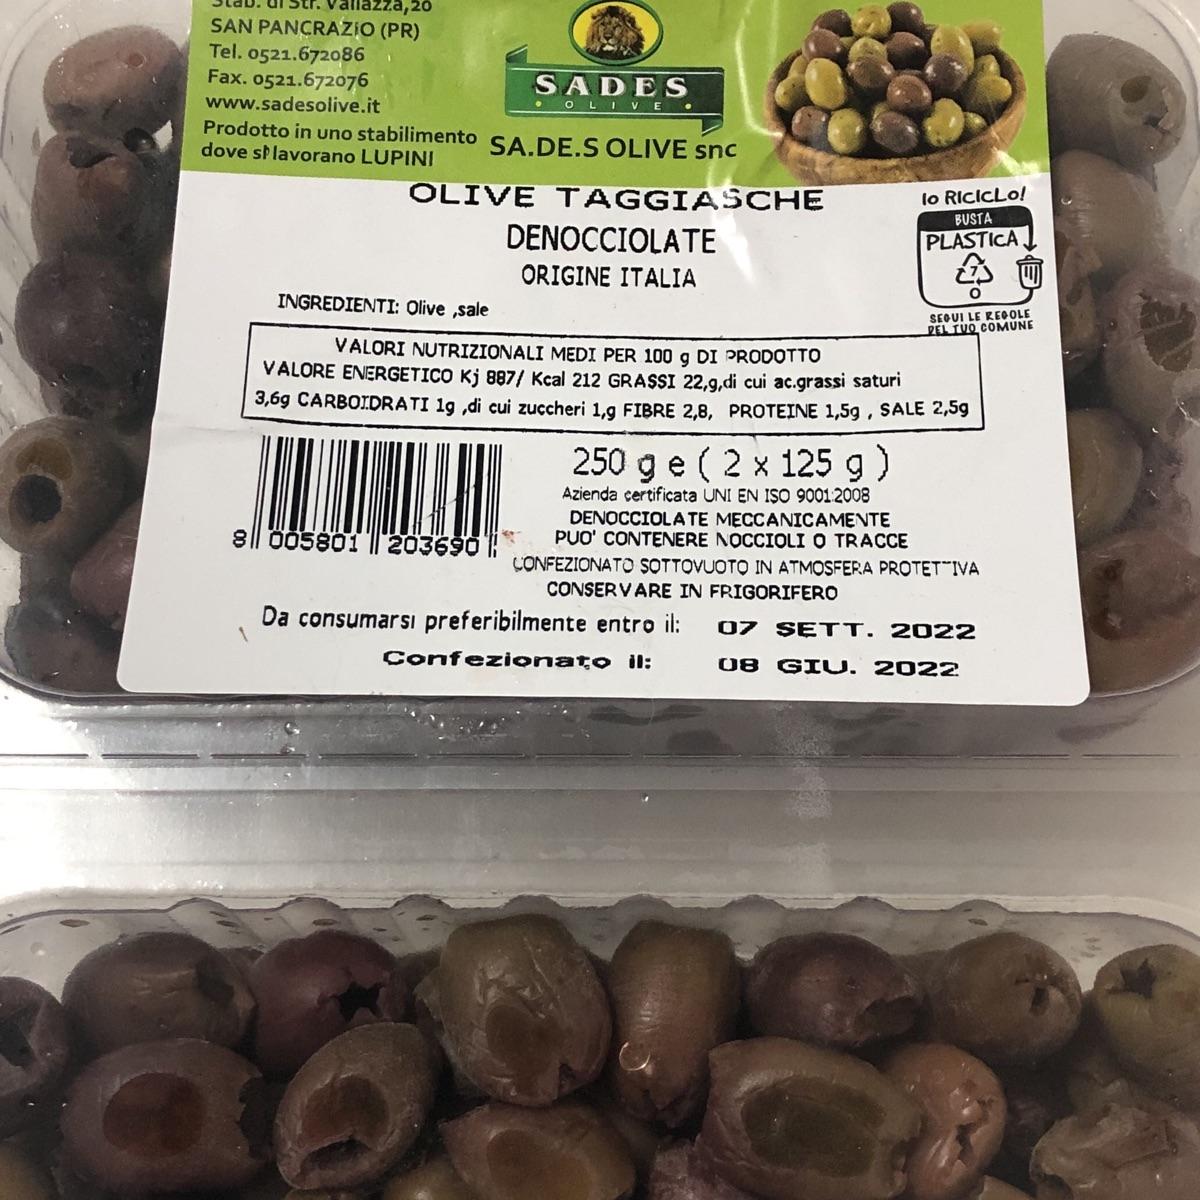 Stab. di Str. Vallazza,20
SAN PANCRAZIO (PR)
Tel. 0521.672086
Fax. 0521.672076
www.sadesolive.it
Prodotto in uno stabilimento
dove si lavorano LUPINI
SADES
OLIVE
SA.DE.S OLIVE snc
OLIVE TAGGIASCHE
DENOCCIOLATE
ORIGINE ITALIA
Io RICICLO!
BUSTA
PLASTICA
7
O
SEGUI LE REGOLE
DEL TUO COMUNE
INGREDIENTI: Olive ,sale
VALORI NUTRIZIONALI MEDI PER 100 g DI PRODOTTO
VALORE ENERGETICO Kj 887/ Kcal 212 GRASSI 22,g,di cui ac.grassi saturi
3,6g CARBOIDRATI 1g ,di cui zuccheri 1,g FIBRE 2,8, PROTEINE 1,5g , SALE 2,5g
8 005801 203690
250 g e ( 2 x 125 g )
Azienda certificata UNI EN ISO 9001:2008
DENOCCIOLATE MECCANICAMENTE
PUO' CONTENERE NOCCIOLI O TRACCE
CONFEZIONATO SOTTOVUOTO IN ATMOSFERA PROTETTIVA
CONSERVARE IN FRIGORIFERO
Da consumarsi preferibilmente entro il: 07 SETT. 2022
Confezionato il: 08 GIU. 2022